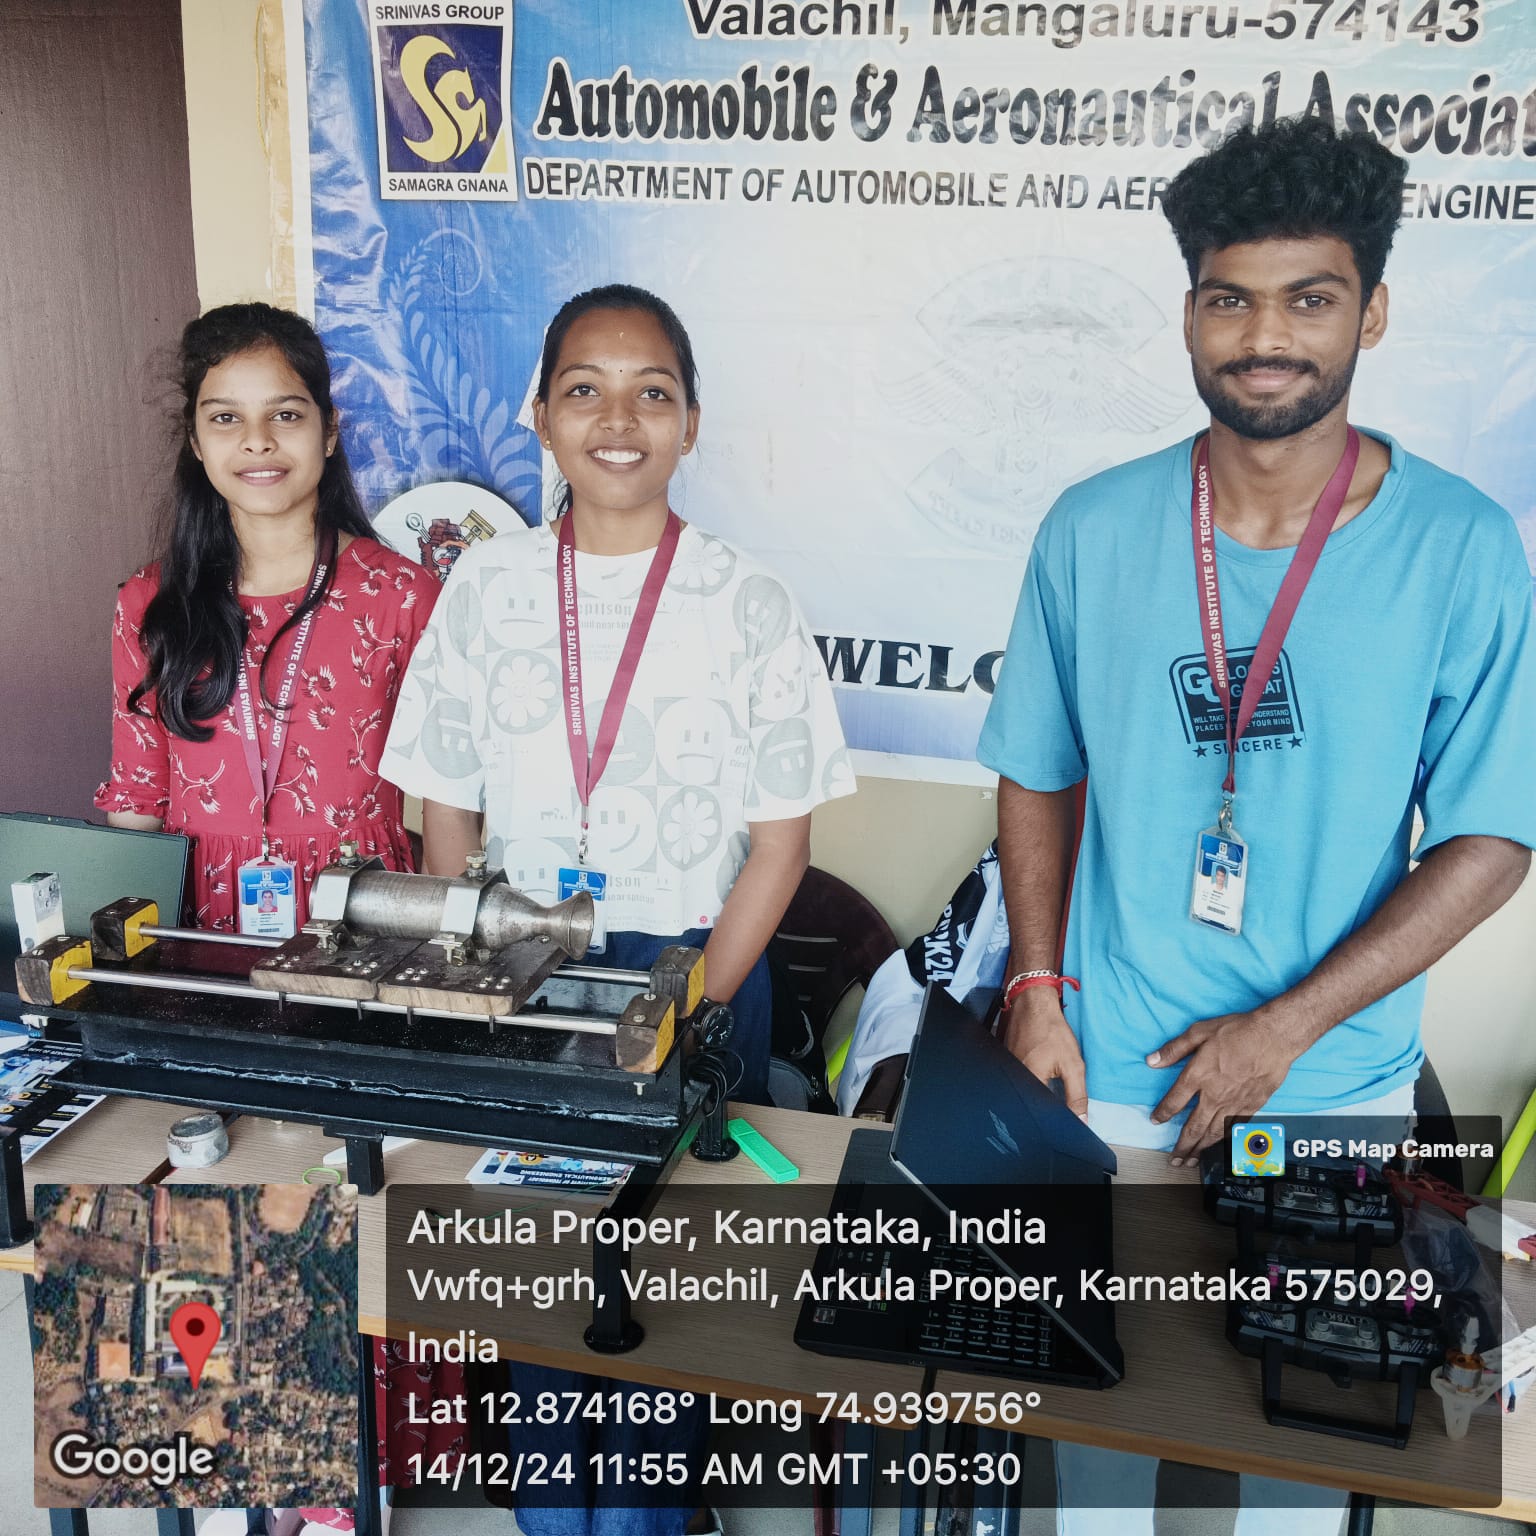 SRINIVAS GROUP
SAMAGRA GNANA
Valachil, Mangaluru-574143
Automobile & Aeronautical Associat
DEPARTMENT OF AUTOMOBILE AND AER ENGINE
WELC
SRINIVAS INSTITUTE OF TECHNOLOGY
SRINIVAS INSTITUTE OF TECHNOLOGY
SRINIVAS INSTITUTE OF TECHNOLOGY
SINCERE
GPS Map Camera
Arkula Proper, Karnataka, India
Vwfq+grh, Valachil, Arkula Proper, Karnataka 575029,
India
Lat 12.874168° Long 74.939756°
14/12/24 11:55 AM GMT +05:30
Google